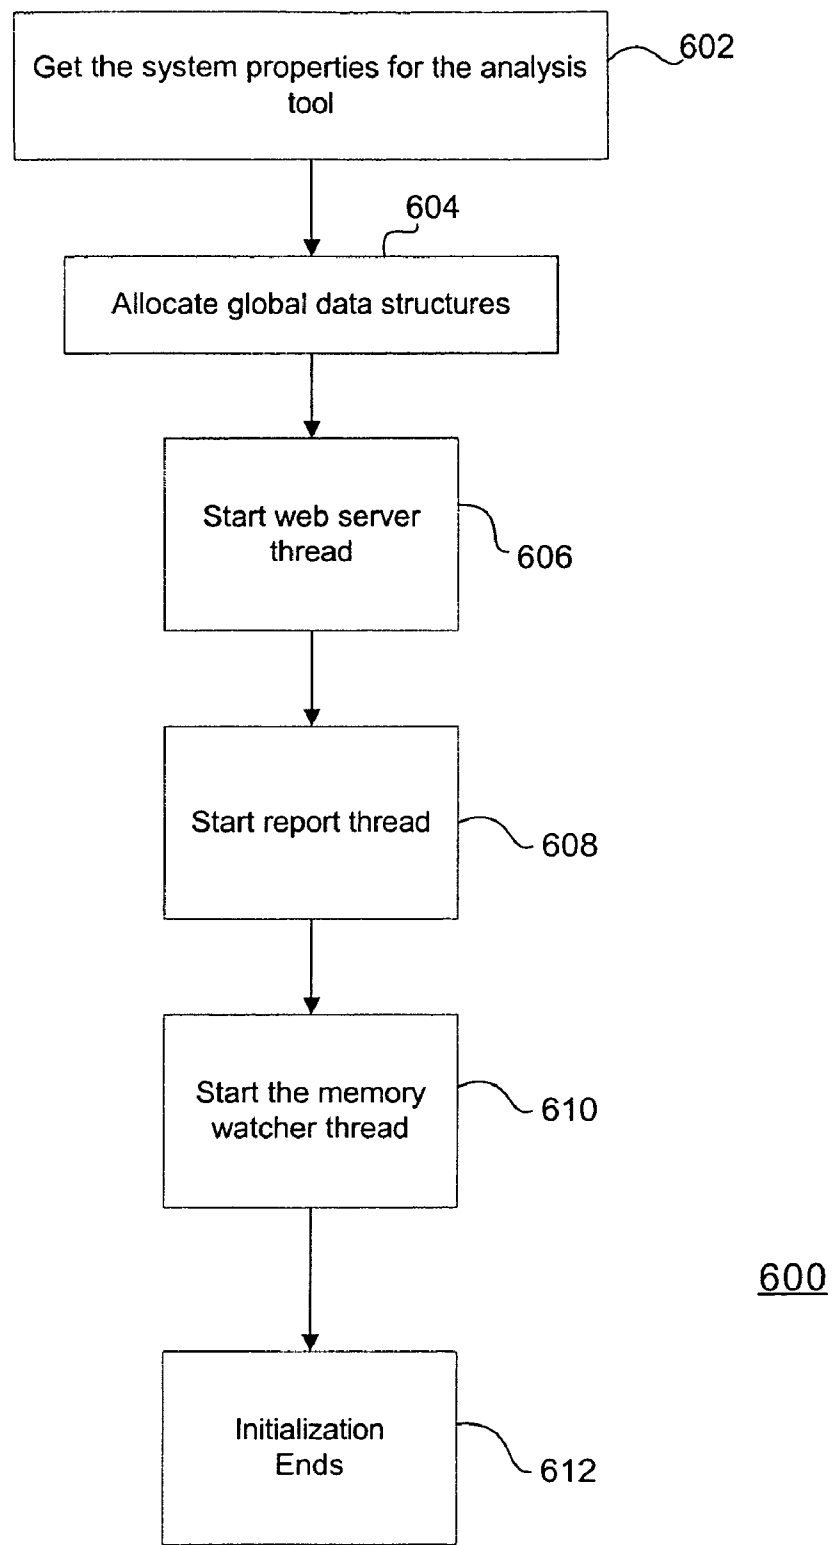 Get the system properties for the analysis
tool
602
604
Allocate global data structures
Start web server
thread
606
Start report thread
608
Start the memory
watcher thread
610
600
Initialization
Ends
612